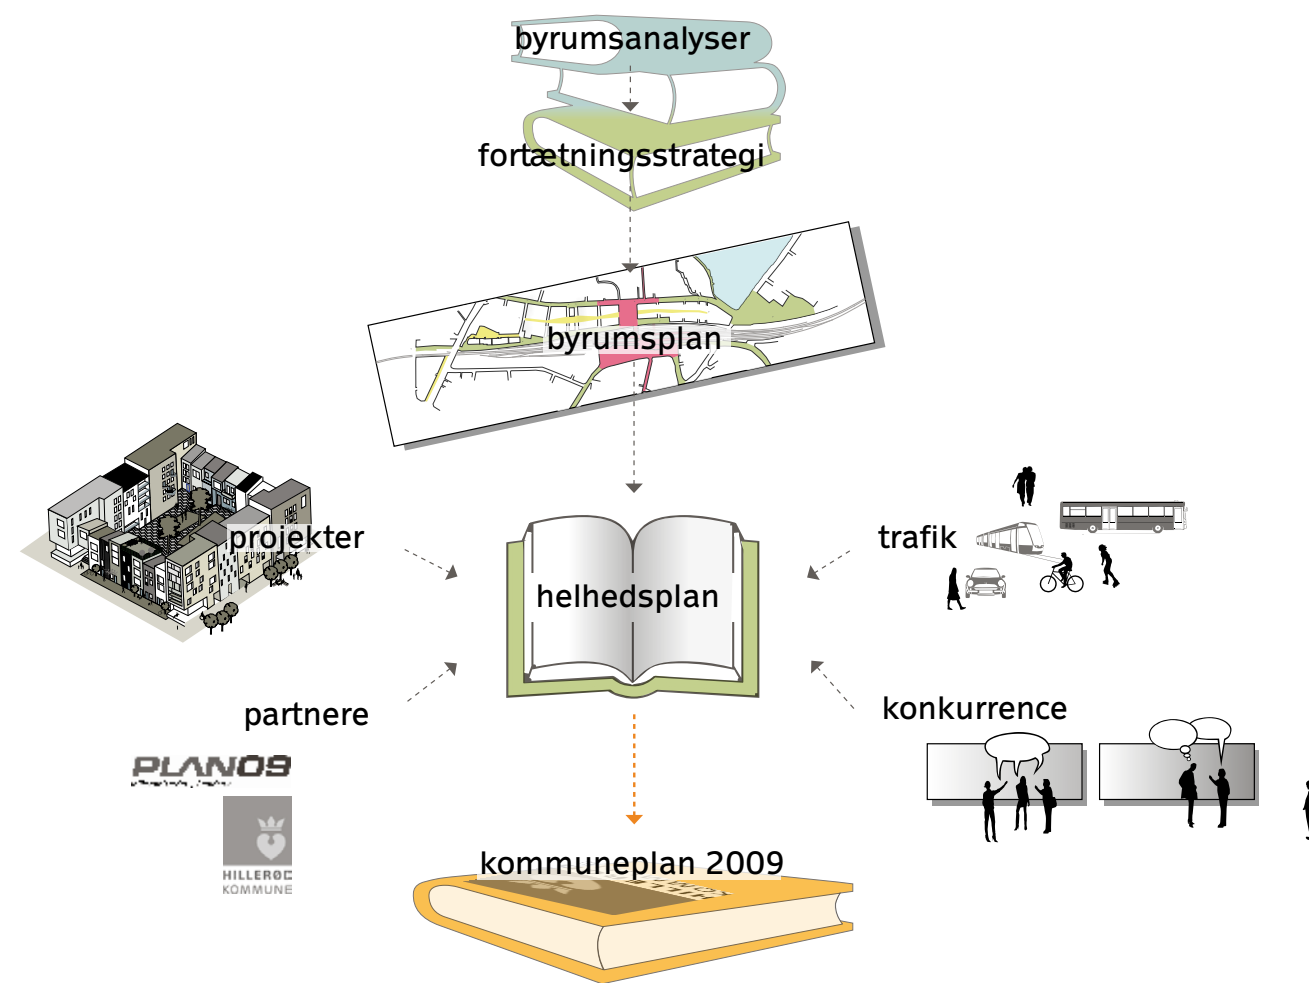 byrumsanalyser
fortætningsstrategi
byrumsplan
projekter
trafik
helhedsplan
partnere
konkurrence
PLAN09
HILLERØD
KOMMUNE
kommuneplan 2009